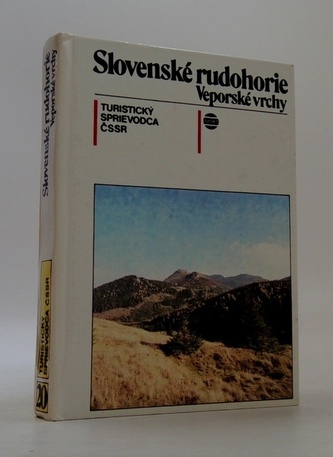 Slovenské rudohorie
Veporské vrchy
TURISTICKÝ
SPRIEVODCA
ČSSR
Slovenské rudohorie
Veporské vrchy
TURISTICKÝ
SPRIEVODCA ČSSR
20